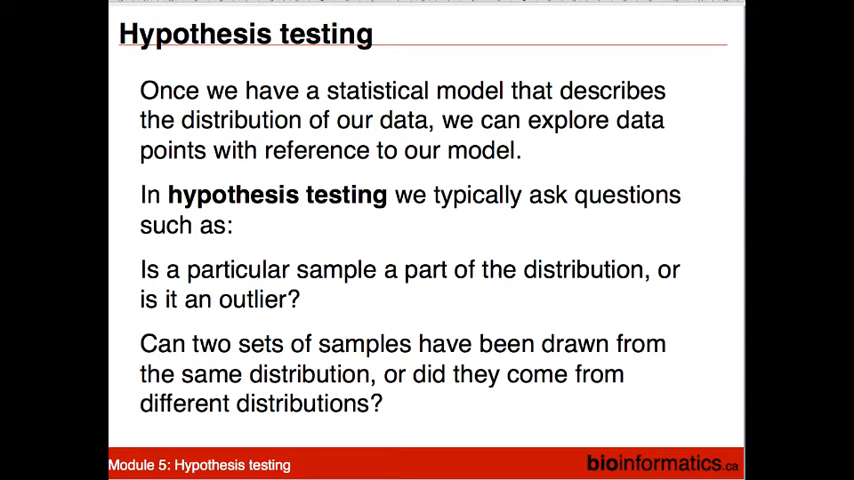 Hypothesis testing
Once we have a statistical model that describes
the distribution of our data, we can explore data
points with reference to our model.
In hypothesis testing we typically ask questions
such as:
Is a particular sample a part of the distribution, or
is it an outlier?
Can two sets of samples have been drawn from
the same distribution, or did they come from
different distributions?
Module 5: Hypothesis testing
bioinformatics.ca